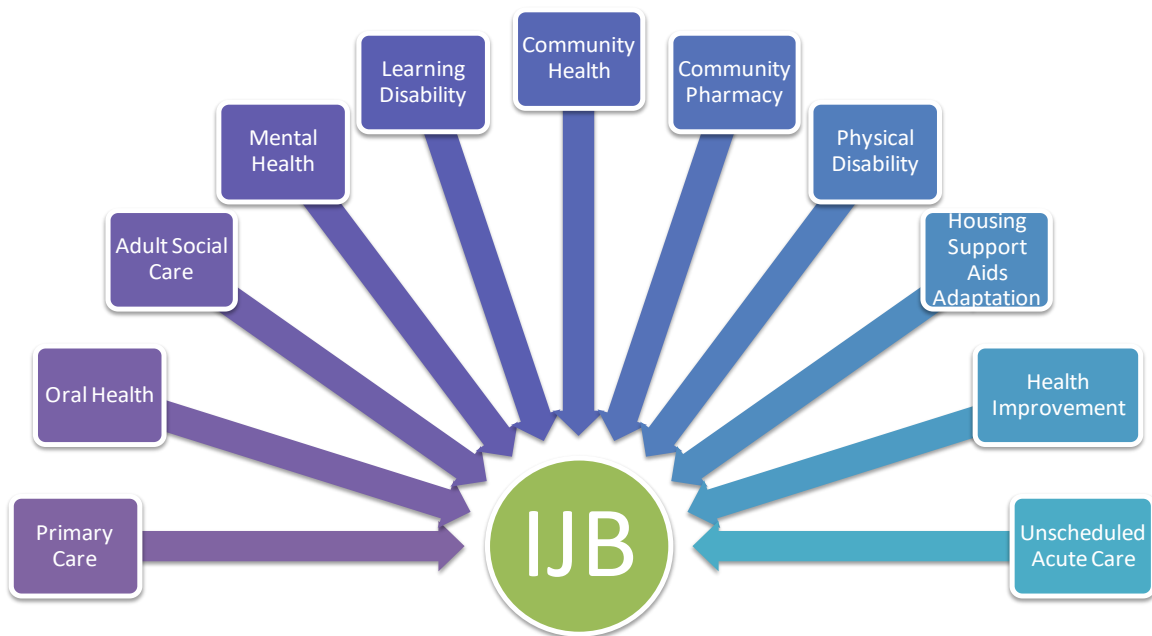 Primary
Care
Oral Health
Adult Social
Care
Mental
Health
Learning
Disability
Community
Health
Community
Pharmacy
Physical
Disability
Housing
Support
Aids
Adaptation
Health
Improvement
Unscheduled
Acute Care
IJB